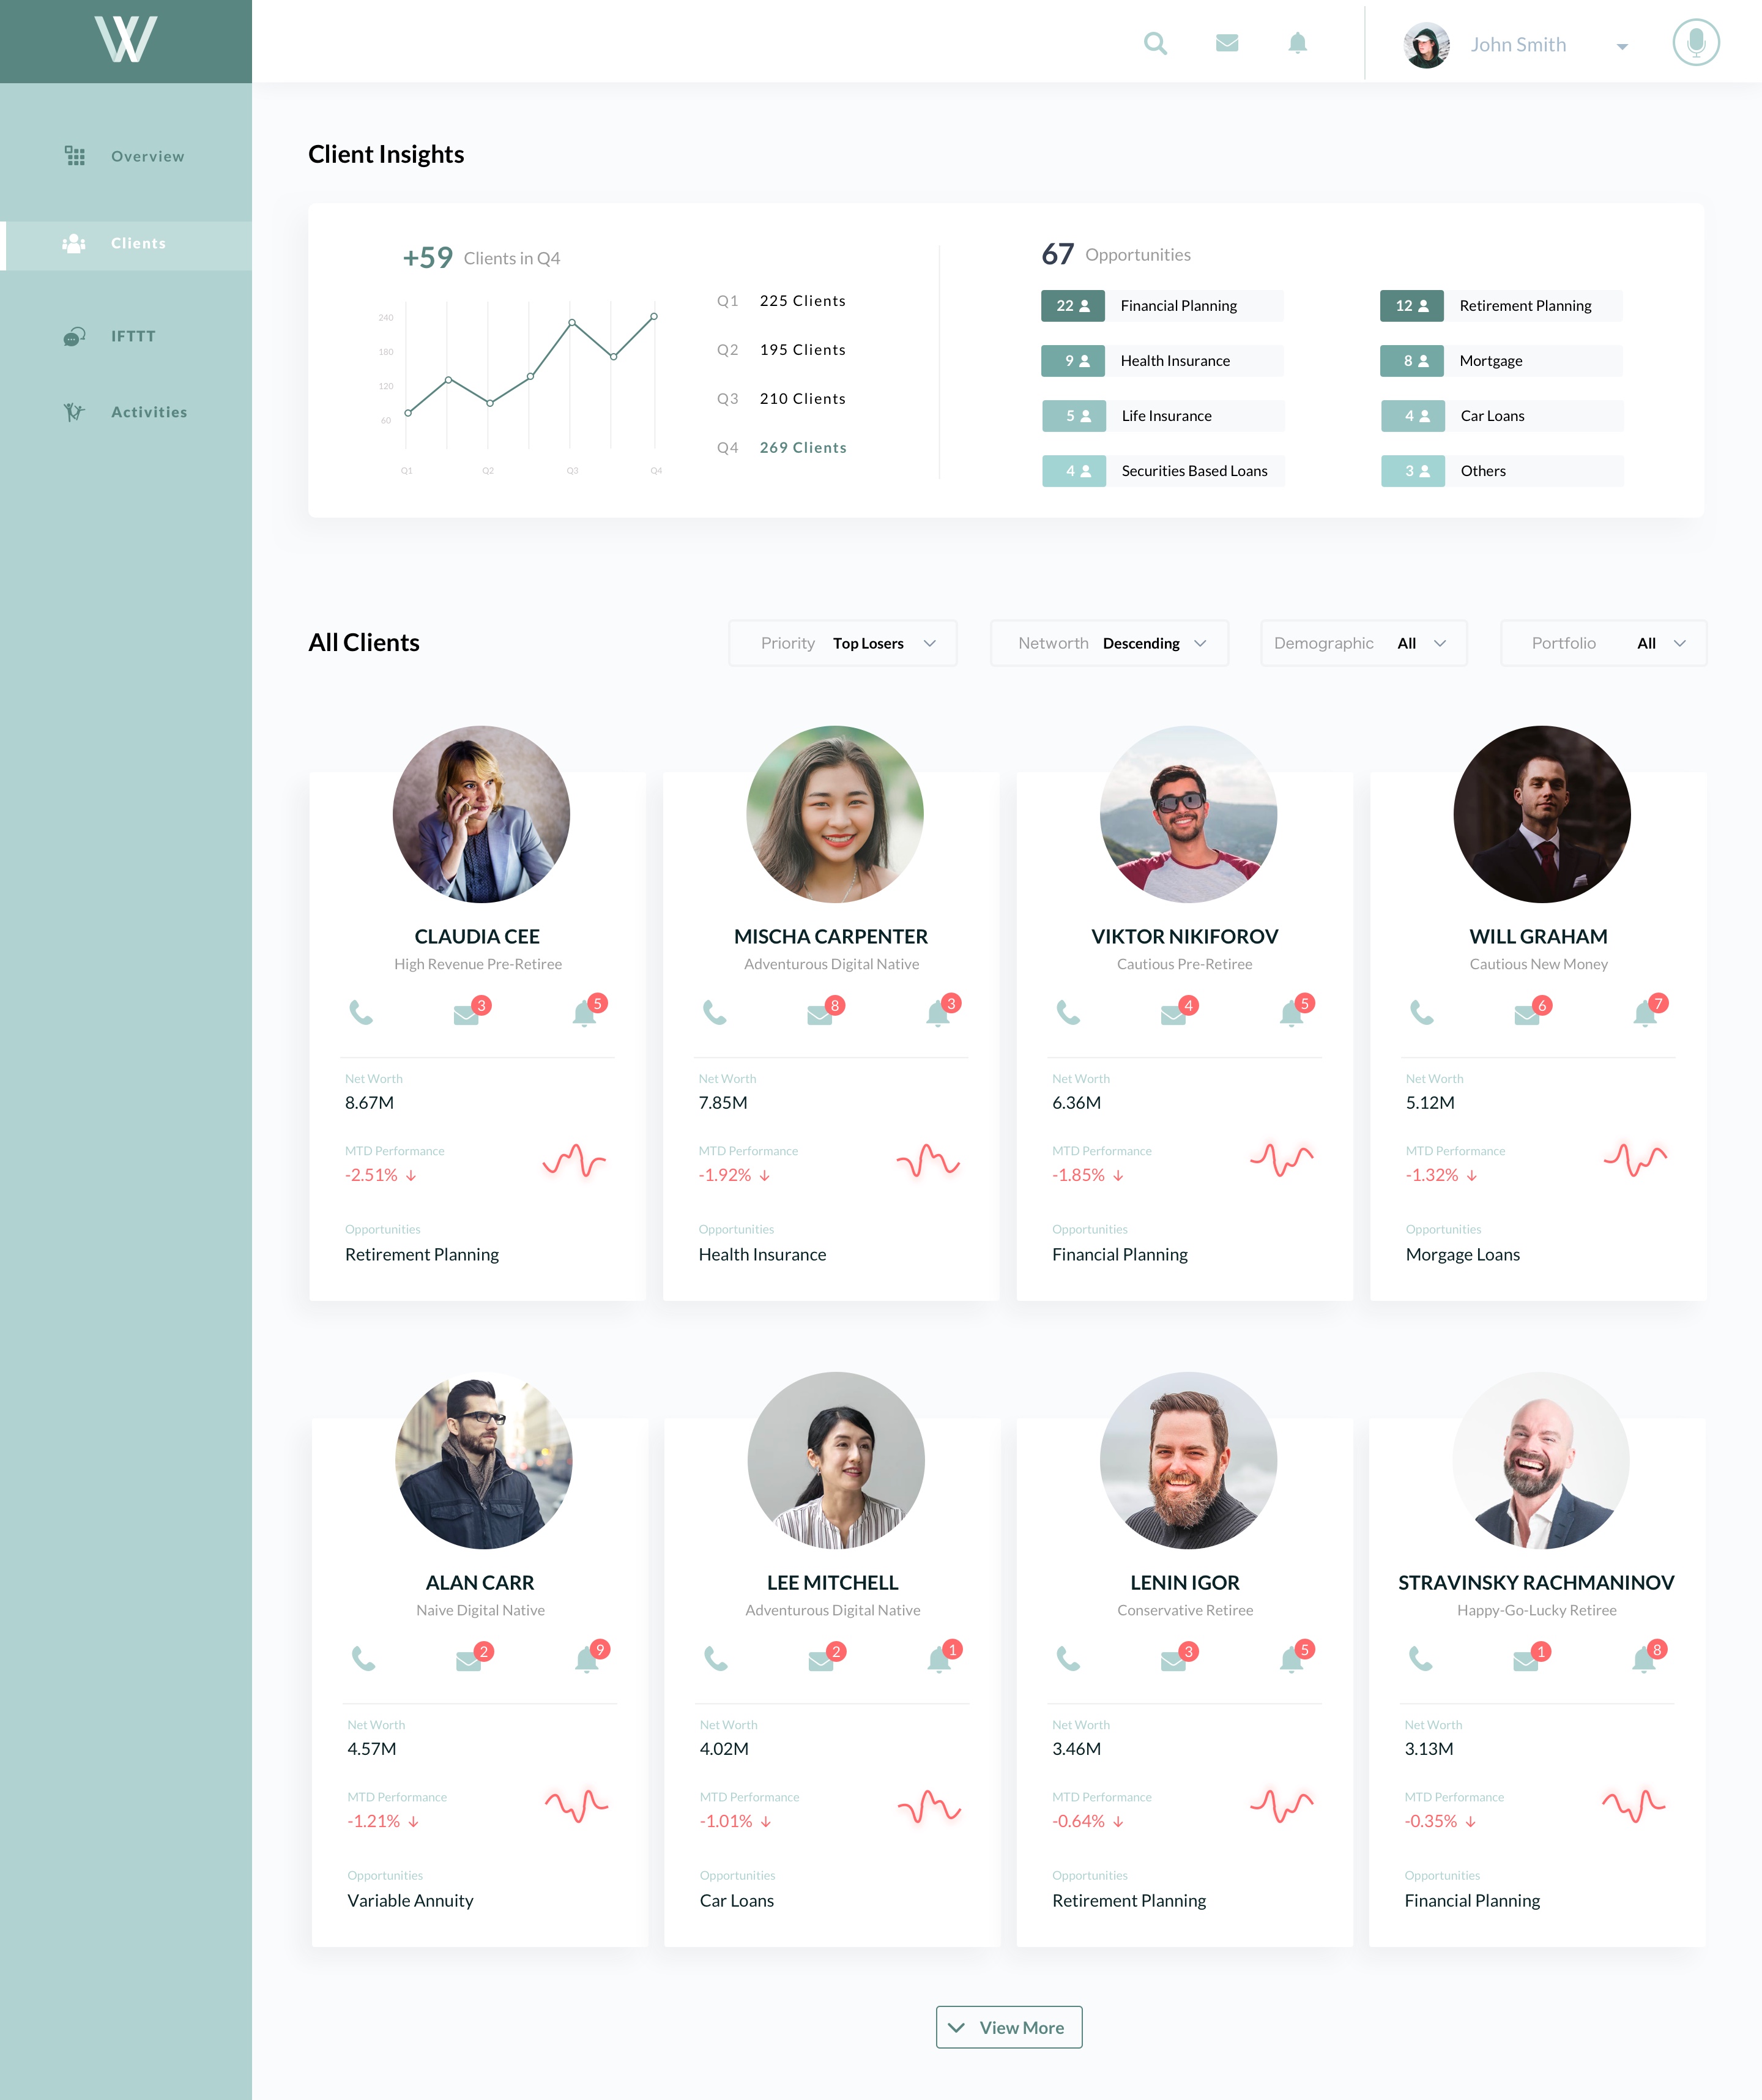 W
John Smith
Overview
Clients
IFTTT
Activities
Client Insights
+59 Clients in Q4
240
180
120
60
Q1 Q2 Q3 Q4
Q1 225 Clients
Q2 195 Clients
Q3 210 Clients
Q4 269 Clients
67 Opportunities
22 Financial Planning
12 Retirement Planning
9 Health Insurance
8 Mortgage
5 Life Insurance
4 Car Loans
4 Securities Based Loans
3 Others
All Clients
Priority Top Losers
Networth Descending
Demographic All
Portfolio All
CLAUDIA CEE
High Revenue Pre-Retiree
3 5
Net Worth
8.67M
MTD Performance
-2.51% ↓
Opportunities
Retirement Planning
MISCHA CARPENTER
Adventurous Digital Native
8 3
Net Worth
7.85M
MTD Performance
-1.92% ↓
Opportunities
Health Insurance
VIKTOR NIKIFOROV
Cautious Pre-Retiree
4 5
Net Worth
6.36M
MTD Performance
-1.85% ↓
Opportunities
Financial Planning
WILL GRAHAM
Cautious New Money
6 7
Net Worth
5.12M
MTD Performance
-1.32% ↓
Opportunities
Morgage Loans
ALAN CARR
Naive Digital Native
2 9
Net Worth
4.57M
MTD Performance
-1.21% ↓
Opportunities
Variable Annuity
LEE MITCHELL
Adventurous Digital Native
2 1
Net Worth
4.02M
MTD Performance
-1.01% ↓
Opportunities
Car Loans
LENIN IGOR
Conservative Retiree
3 5
Net Worth
3.46M
MTD Performance
-0.64% ↓
Opportunities
Retirement Planning
STRAVINSKY RACHMANINOV
Happy-Go-Lucky Retiree
1 8
Net Worth
3.13M
MTD Performance
-0.35% ↓
Opportunities
Financial Planning
View More